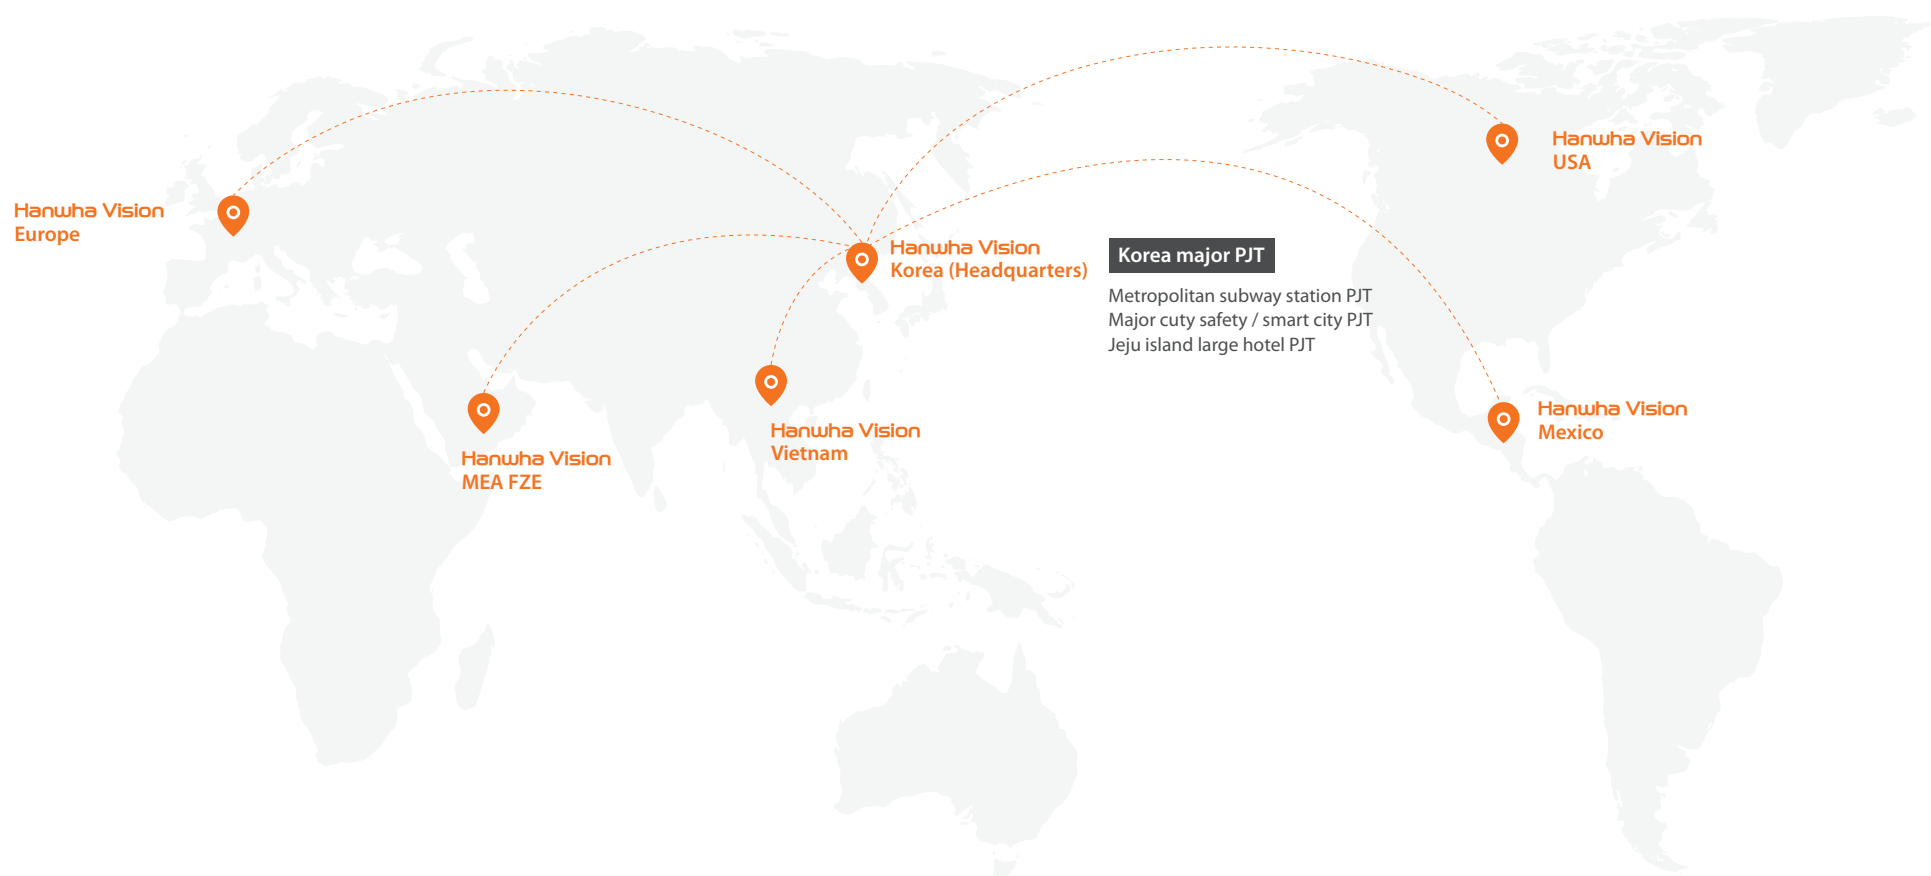 Hanwha Vision
USA
Hanwha Vision
Europe
Hanwha Vision
Korea (Headquarters)
Korea major PJT
Metropolitan subway station PJT
Major cuty safety / smart city PJT
Jeju island large hotel PJT
Hanwha Vision
Mexico
Hanwha Vision
Vietnam
Hanwha Vision
MEA FZE